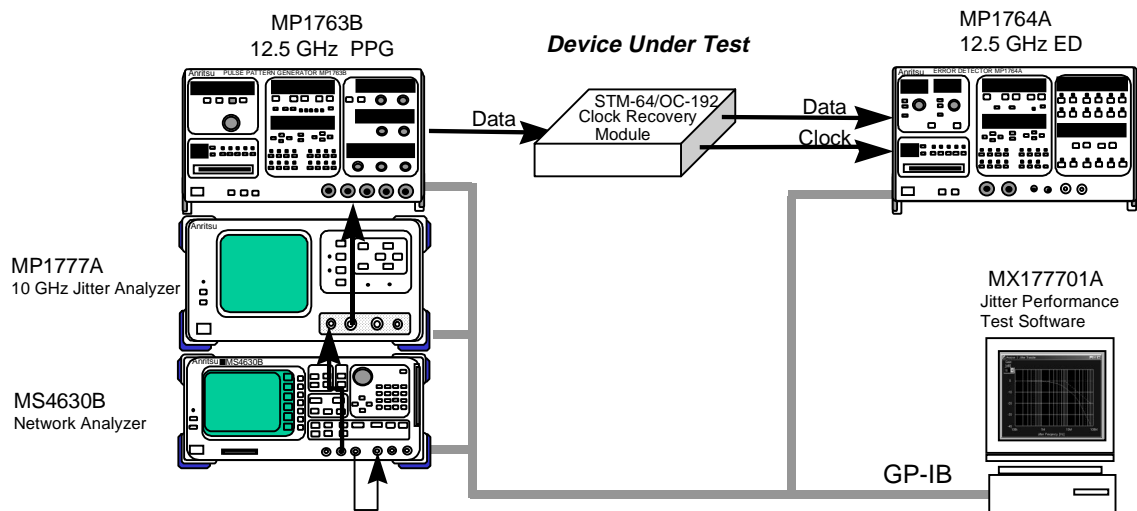 MP1763B
12.5 GHz PPG
Device Under Test
MP1764A
12.5 GHz ED
Anritsu PULSE PATTERN GENERATOR MP1763B
Anritsu ERROR DETECTOR MP1764A
STM-64/OC-192
Clock Recovery
Module
Data
Data
Clock
Anritsu
MP1777A
10 GHz Jitter Analyzer
MX177701A
Jitter Performance
Test Software
Anritsu MS4630B
MS4630B
Network Analyzer
GP-IB